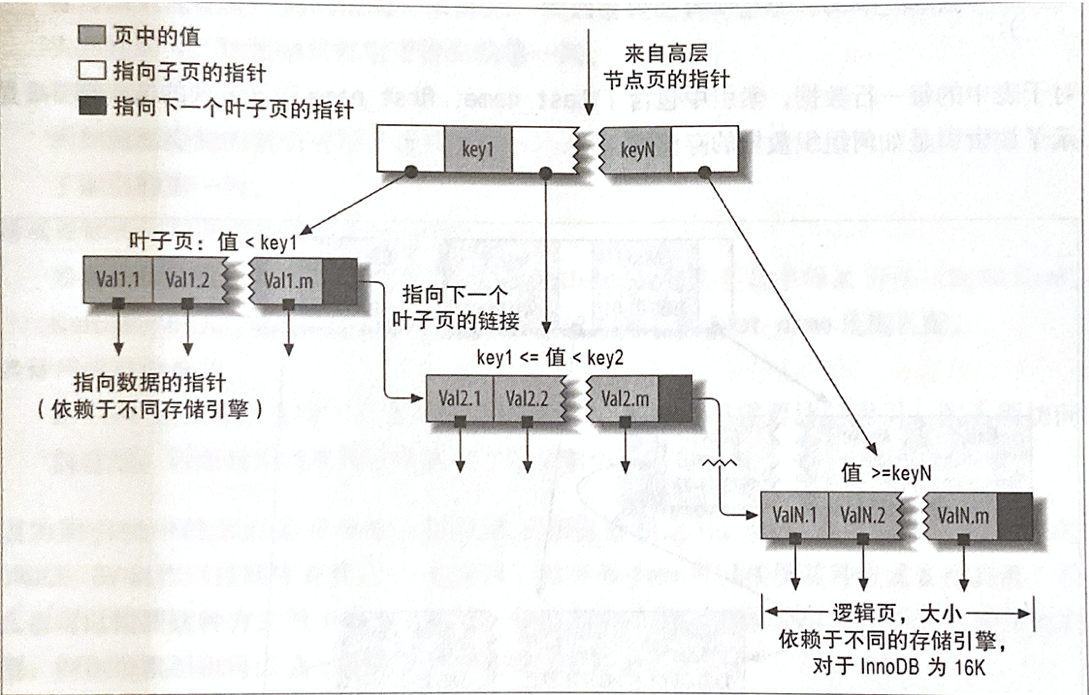 页中的值
指向子页的指针
指向下一个叶子页的指针
来自高层
节点页的指针
key1
keyN
叶子页：值 < key1
Val1.1
Val1.2
Val1.m
指向下一个
叶子页的链接
指向数据的指针
（依赖于不同存储引擎）
key1 <= 值 < key2
Val2.1
Val2.2
Val2.m
值 >=keyN
ValN.1
ValN.2
ValN.m
逻辑页，大小
依赖于不同的存储引擎，
对于 InnoDB 为 16K